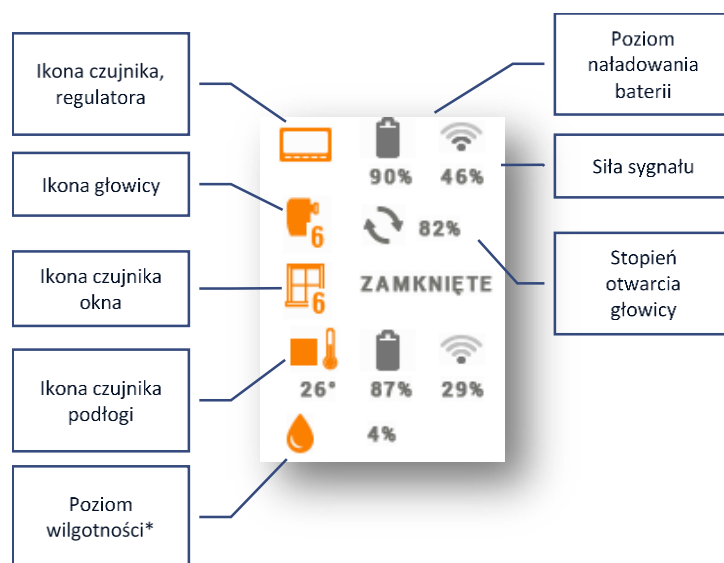 Ikona czujnika,
regulatora
Ikona głowicy
Ikona czujnika
okna
Ikona czujnika
podłogi
Poziom
wilgotności*
90% 46%
6 82%
6 ZAMKNIĘTE
26° 87% 29%
4%
Poziom
naładowania
baterii
Siła sygnału
Stopień
otwarcia
głowicy